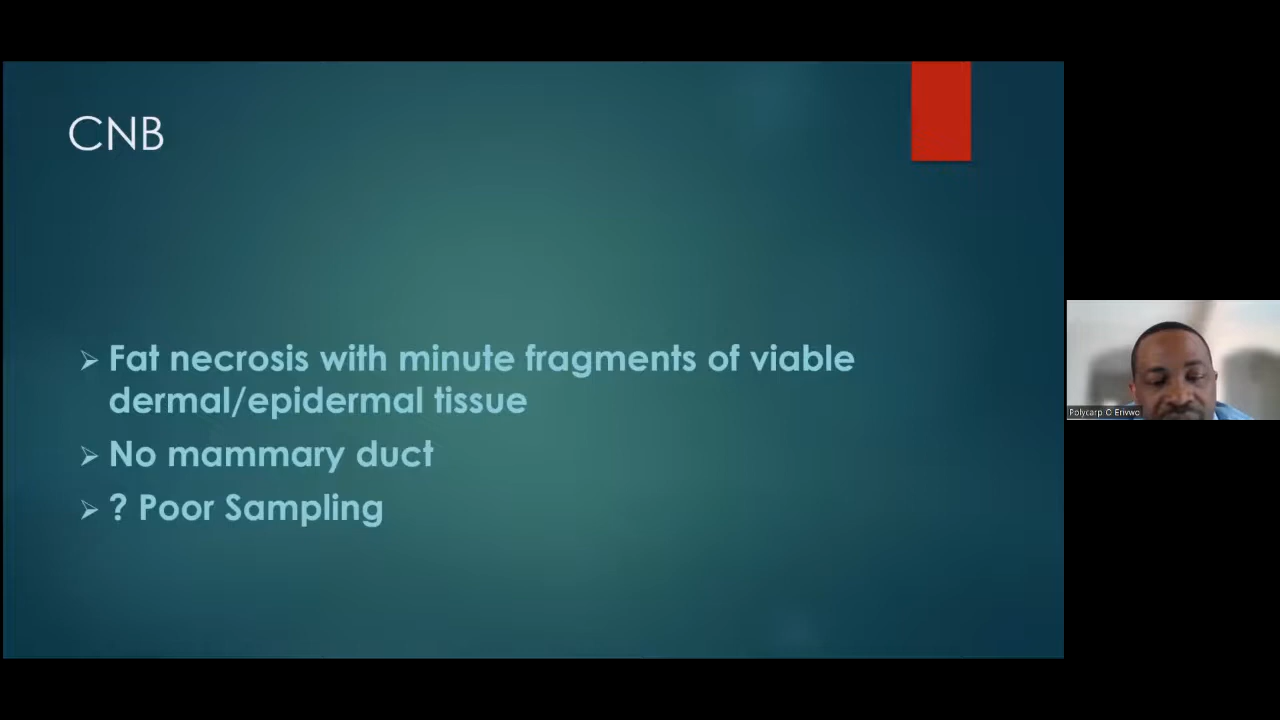 CNB
➢ Fat necrosis with minute fragments of viable
dermal/epidermal tissue
➢ No mammary duct
➢ ? Poor Sampling
Polycarp O Erivwo